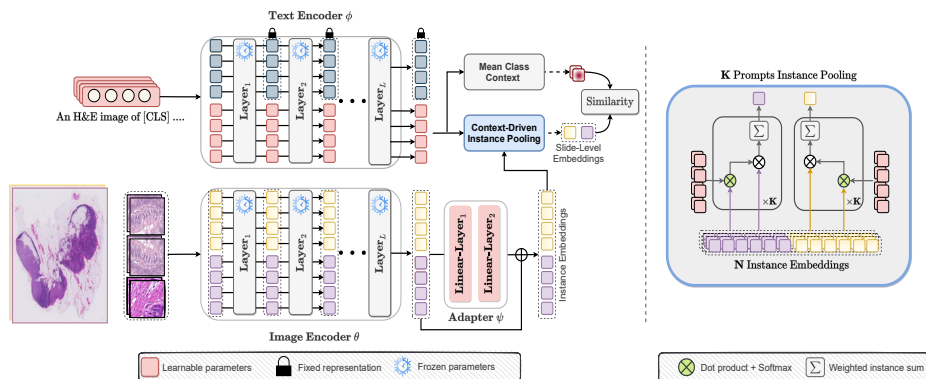 Text Encoder ϕ
An H&E image of [CLS] ....
Layer1
Layer2
LayerL
Mean Class
Context
Context-Driven
Instance Pooling
Similarity
Slide-Level
Embeddings
Layer1
Layer2
LayerL
Linear-Layer1
Linear-Layer2
Adapter ψ
Instance Embeddings
Image Encoder θ
K Prompts Instance Pooling
Σ
Σ
×K
×K
N Instance Embeddings
Learnable parameters
Fixed representation
Frozen parameters
Dot product + Softmax
Σ
Weighted instance sum